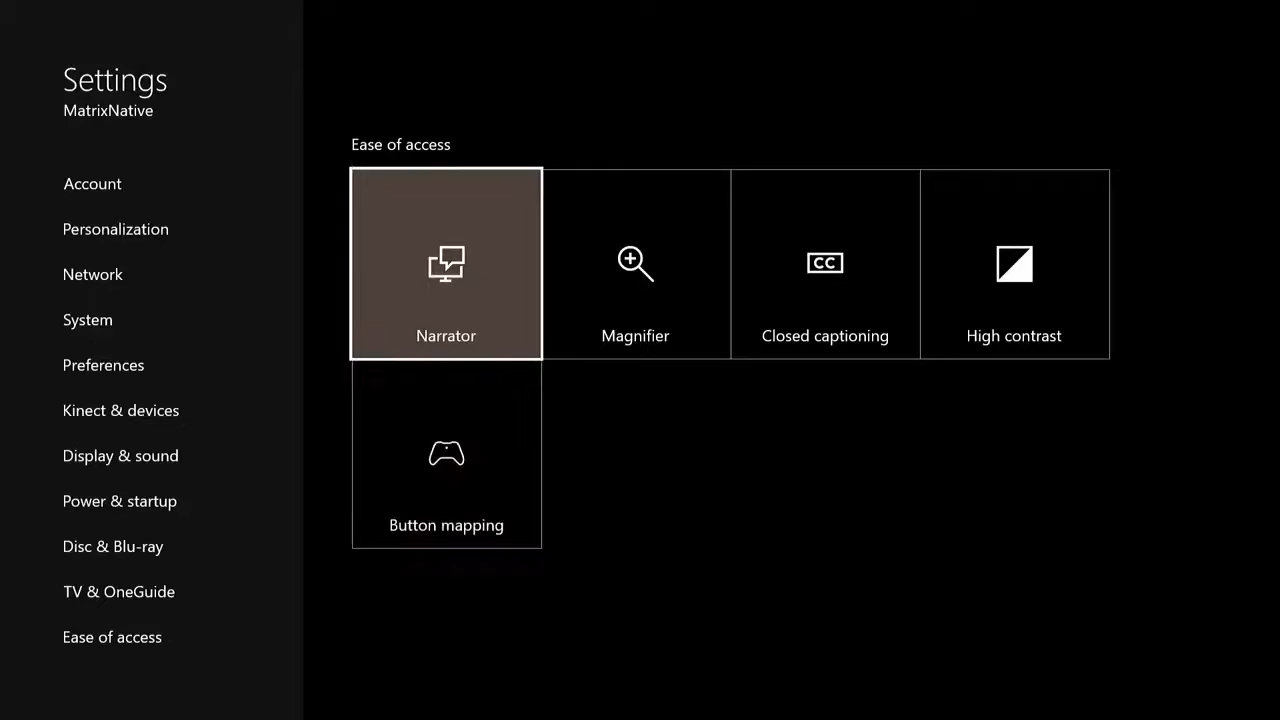 Settings
MatrixNative
Account
Personalization
Network
System
Preferences
Kinect & devices
Display & sound
Power & startup
Disc & Blu-ray
TV & OneGuide
Ease of access
Ease of access
Narrator
Magnifier
CC
Closed captioning
High contrast
Button mapping